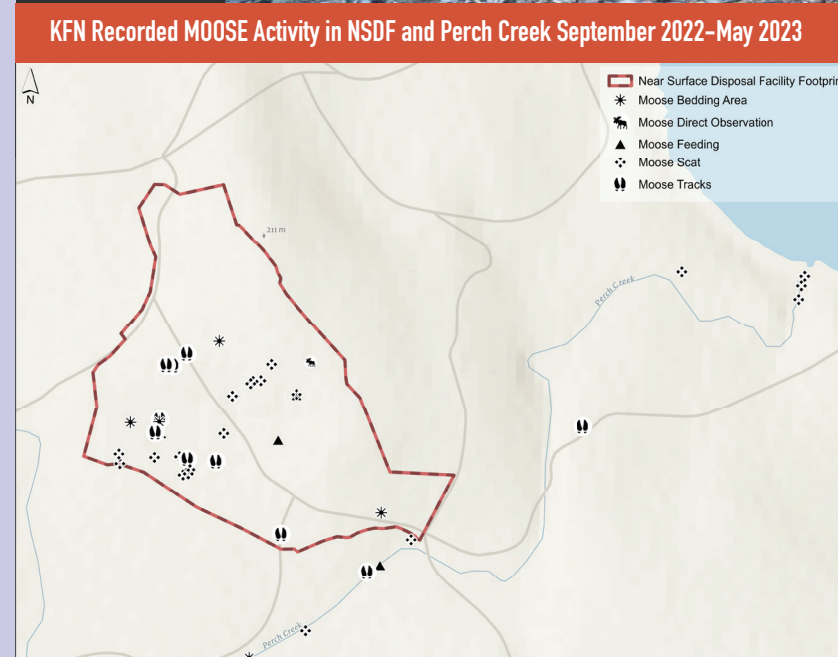 KFN Recorded MOOSE Activity in NSDF and Perch Creek September 2022-May 2023
N
Near Surface Disposal Facility Footprin
Moose Bedding Area
Moose Direct Observation
Moose Feeding
Moose Scat
Moose Tracks
211 m
Perch Creek
Perch Creek